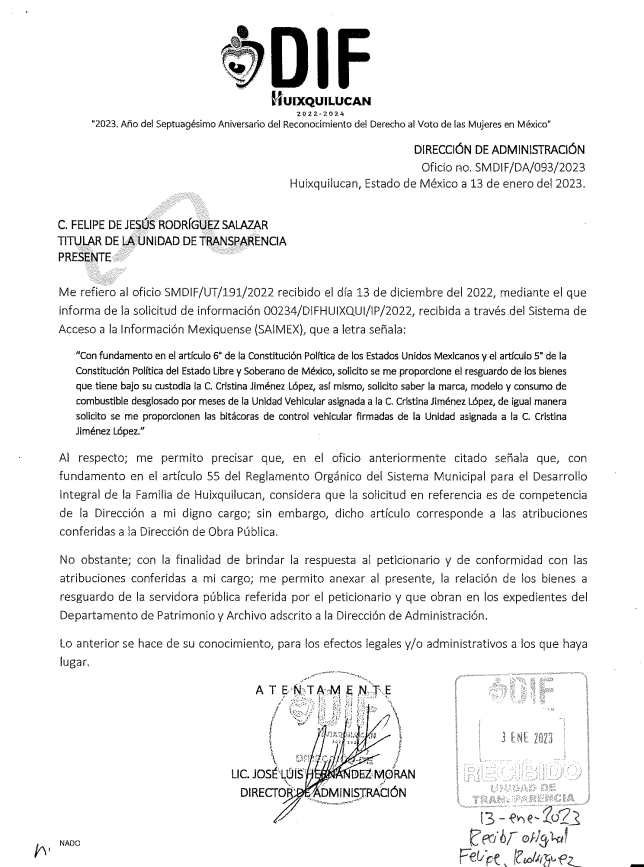 DIF
HUIXQUILUCAN
2022-2024
"2023. Año del Septuagésimo Aniversario del Reconocimiento del Derecho al Voto de las Mujeres en México"
DIRECCIÓN DE ADMINISTRACIÓN
Oficio no. SMDIF/DA/093/2023
Huixquilucan, Estado de México a 13 de enero del 2023.
C. FELIPE DE JESÚS RODRÍGUEZ SALAZAR
TITULAR DE LA UNIDAD DE TRANSPARENCIA
PRESENTE
Me refiero al oficio SMDIF/UT/191/2022 recibido el día 13 de diciembre del 2022, mediante el que
informa de la solicitud de información 00234/DIFHUIXQUI/IP/2022, recibida a través del Sistema de
Acceso a la Información Mexiquense (SAIMEX), que a letra señala:
"Con fundamento en el artículo 6° de la Constitución Política de los Estados Unidos Mexicanos y el artículo 5° de la
Constitución Política del Estado Libre y Soberano de México, solicito se me proporcione el resguardo de los bienes
que tiene bajo su custodia la C. Cristina Jiménez López, así mismo, solicito saber la marca, modelo y consumo de
combustible desglosado por meses de la Unidad Vehicular asignada a la C. Cristina Jiménez López, de igual manera
solicito se me proporcionen las bitácoras de control vehicular firmadas de la Unidad asignada a la C. Cristina
Jiménez López."
Al respecto; me permito precisar que, en el oficio anteriormente citado señala que, con
fundamento en el artículo 55 del Reglamento Orgánico del Sistema Municipal para el Desarrollo
Integral de la Familia de Huixquilucan, considera que la solicitud en referencia es de competencia
de la Dirección a mi digno cargo; sin embargo, dicho artículo corresponde a las atribuciones
conferidas a la Dirección de Obra Pública.
No obstante; con la finalidad de brindar la respuesta al peticionario y de conformidad con las
atribuciones conferidas a mi cargo; me permito anexar al presente, la relación de los bienes a
resguardo de la servidora pública referida por el peticionario y que obran en los expedientes del
Departamento de Patrimonio y Archivo adscrito a la Dirección de Administración.
Lo anterior se hace de su conocimiento, para los efectos legales y/o administrativos a los que haya
lugar.
ATENTAMENTE
DIF
HUIXQUILUCAN
LIC. JOSÉ LUIS HERNÁNDEZ MORAN
DIRECTOR DE ADMINISTRACIÓN
DIF
3 ENE 2023
RECIBIDO
UNIDAD DE
TRANSPARENCIA
13-ene-2023
Recibí original
Felipe Rodríguez
NADO